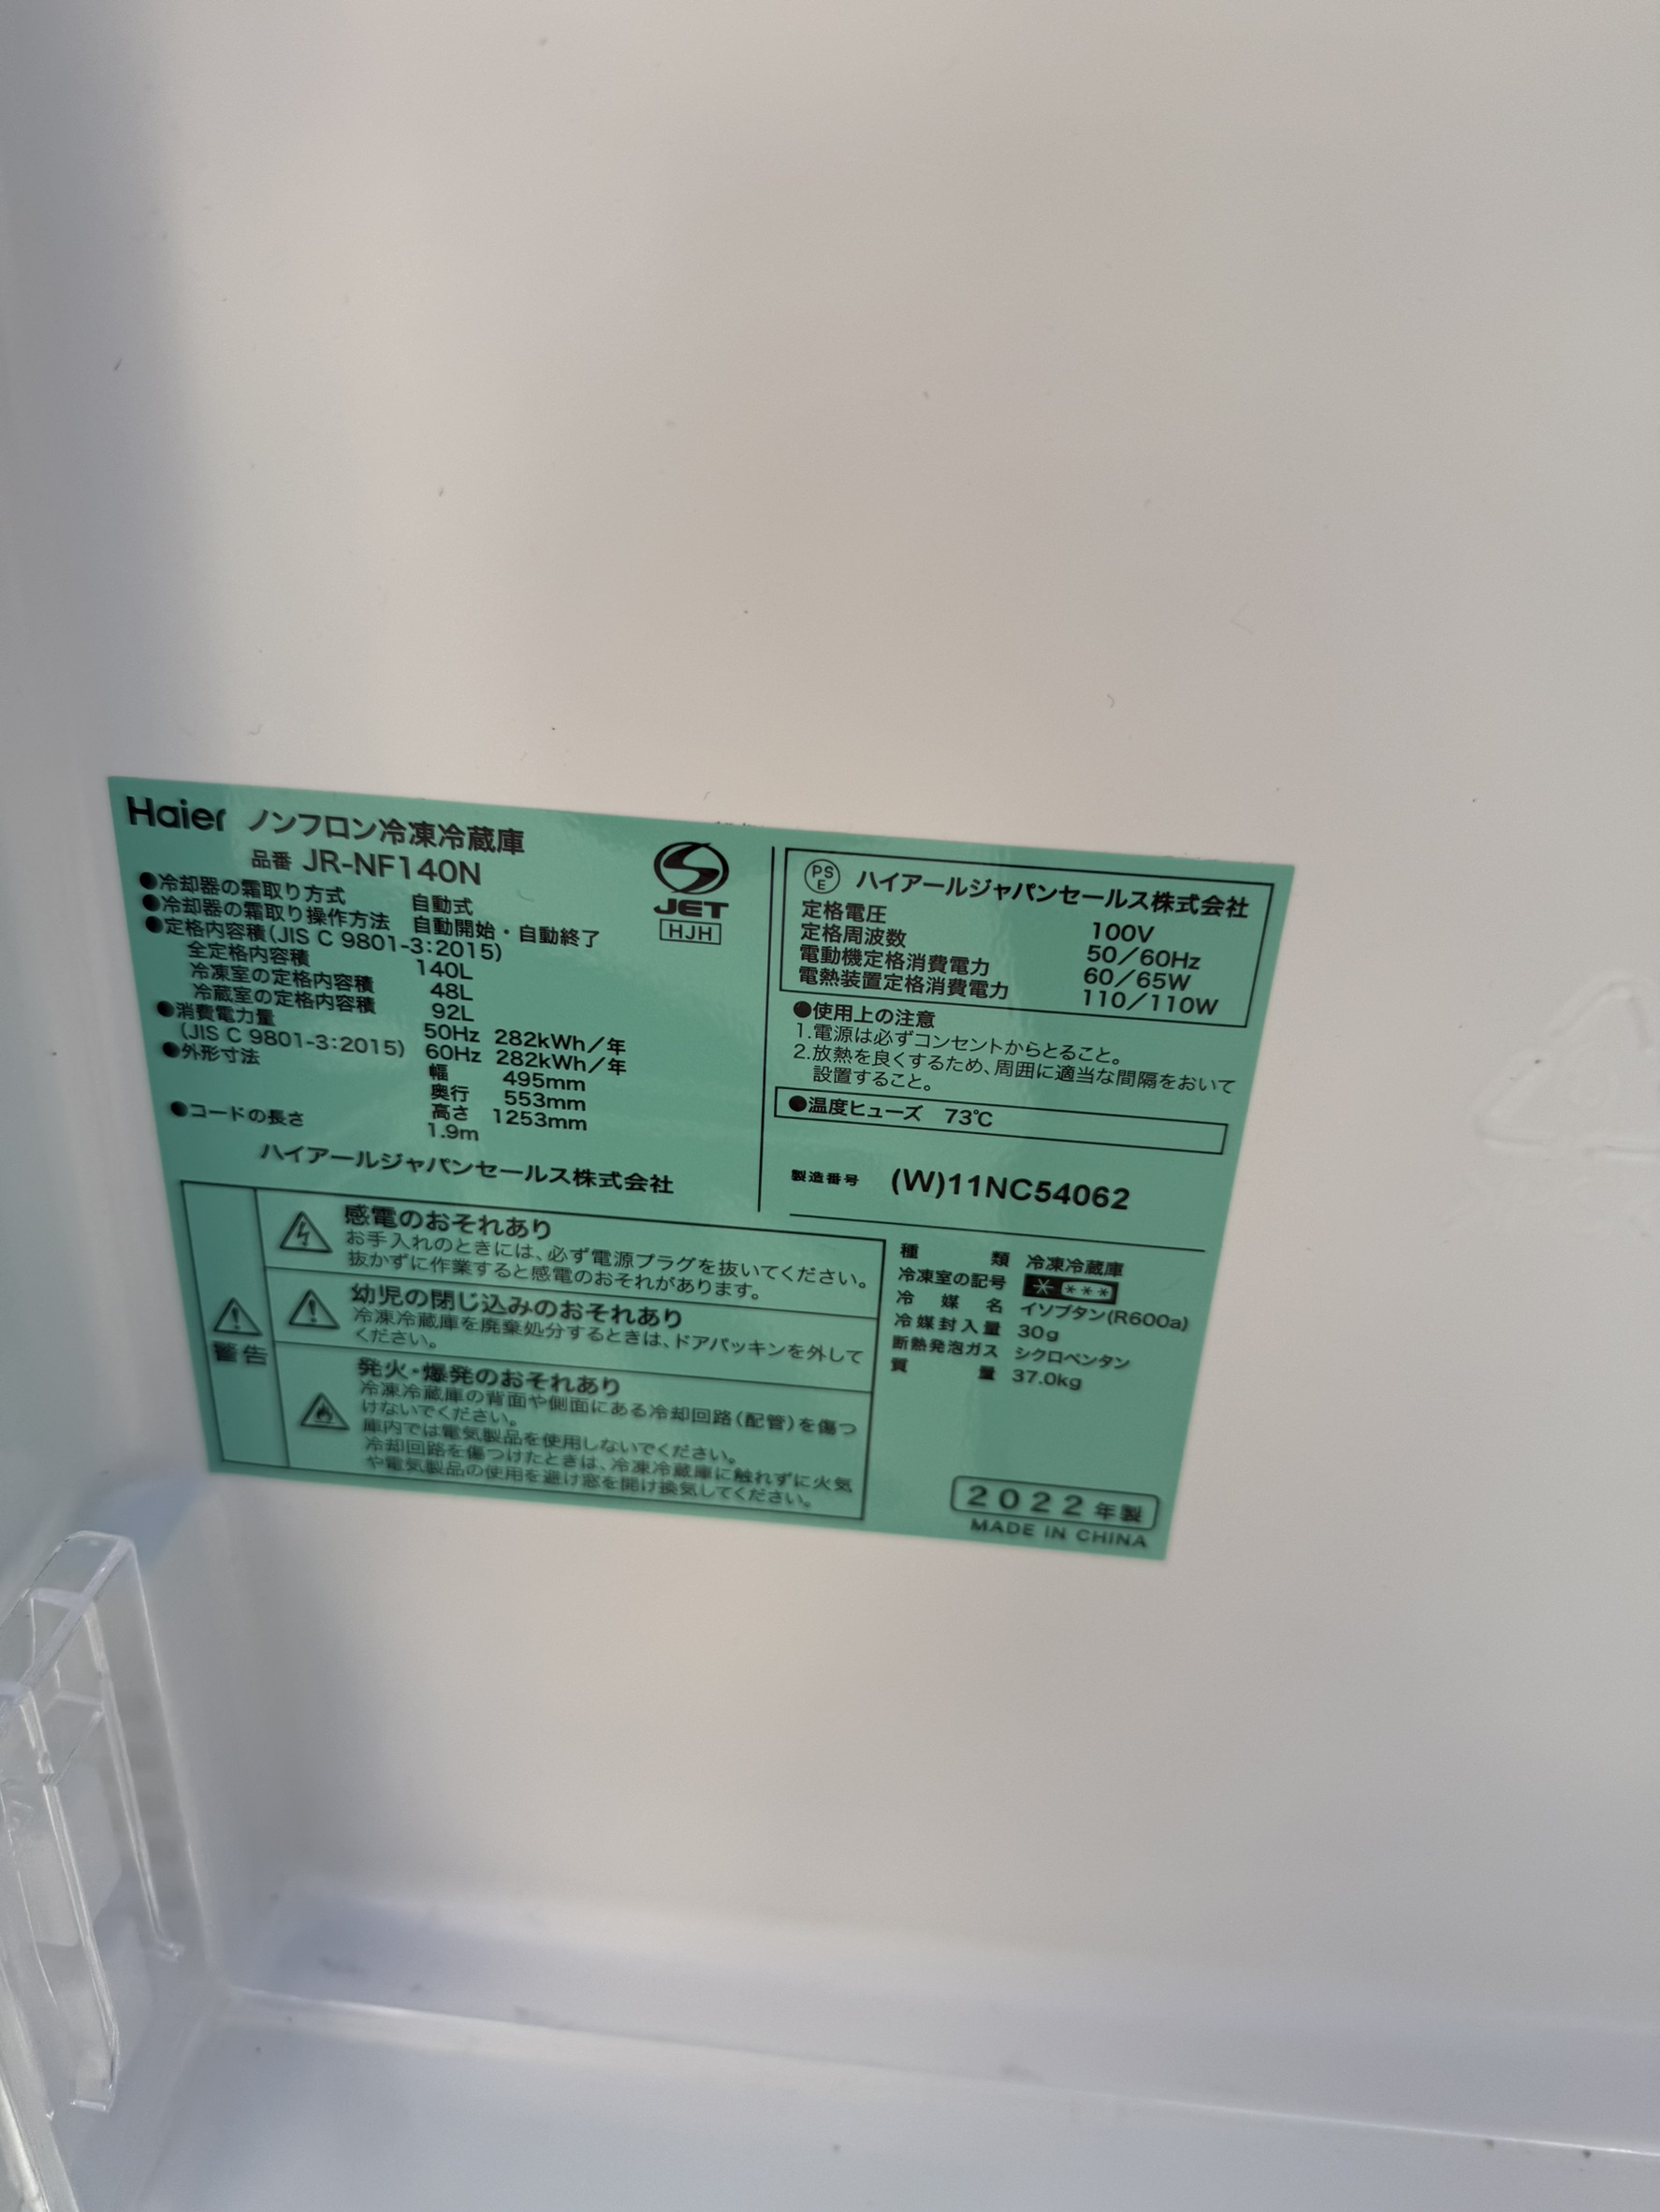 Haier ノンフロン冷凍冷蔵庫
品番 JR-NF140N
●冷却器の霜取り方式 自動式
●冷却器の霜取り操作方法 自動開始・自動終了
●定格内容積(JIS C 9801-3:2015)
全定格内容積 140L
冷凍室の定格内容積 48L
冷蔵室の定格内容積 92L
●消費電力量 50Hz 282kWh/年
(JIS C 9801-3:2015) 60Hz 282kWh/年
●外形寸法 幅 495mm
奥行 553mm
高さ 1253mm
●コードの長さ 1.9m
ハイアールジャパンセールス株式会社
JET
HJH
PS
E
ハイアールジャパンセールス株式会社
定格電圧 100V
定格周波数 50/60Hz
電動機定格消費電力 60/65W
電熱装置定格消費電力 110/110W
●使用上の注意
1.電源は必ずコンセントからとること。
2.放熱を良くするため、周囲に適当な間隔をおいて
設置すること。
●温度ヒューズ 73℃
製造番号 (W)11NC54062
警告
感電のおそれあり
お手入れのときには、必ず電源プラグを抜いてください。
抜かずに作業すると感電のおそれがあります。
幼児の閉じ込みのおそれあり
冷凍冷蔵庫を廃棄処分するときは、ドアパッキンを外して
ください。
発火・爆発のおそれあり
冷凍冷蔵庫の背面や側面にある冷却回路(配管)を傷つ
けないでください。
庫内では電気製品を使用しないでください。
冷却回路を傷つけたときは、冷凍冷蔵庫に触れずに火気
や電気製品の使用を避け窓を開け換気してください。
種類 冷凍冷蔵庫
冷凍室の記号 * ***
冷媒名 イソブタン(R600a)
冷媒封入量 30g
断熱発泡ガス シクロペンタン
質量 37.0kg
2022年製
MADE IN CHINA